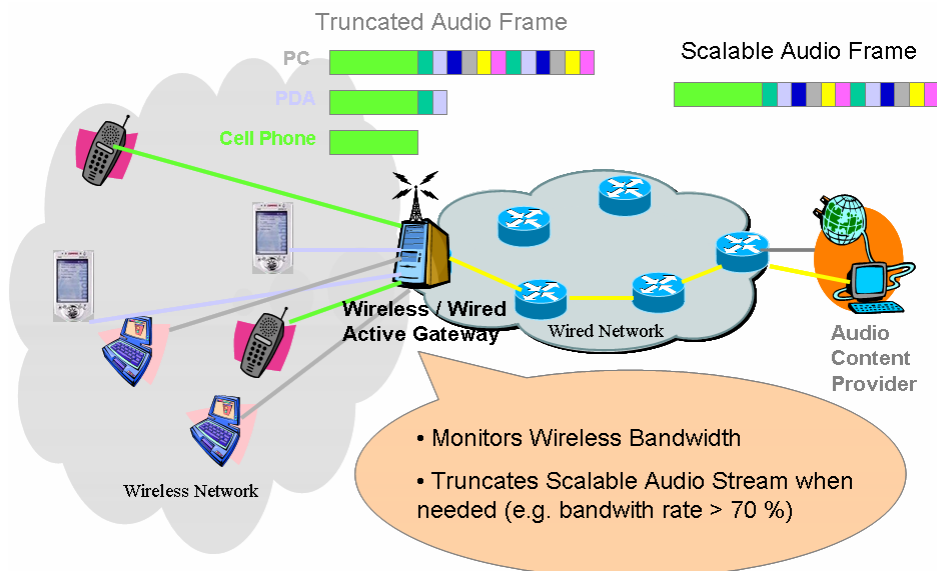 Truncated Audio Frame
PC
PDA
Cell Phone
Scalable Audio Frame
Wireless / Wired
Active Gateway
Wired Network
Audio
Content
Provider
Wireless Network
• Monitors Wireless Bandwidth
• Truncates Scalable Audio Stream when
needed (e.g. bandwith rate > 70 %)